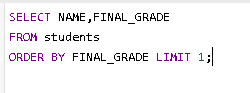 SELECT NAME,FINAL_GRADE
FROM students
ORDER BY FINAL_GRADE LIMIT 1;